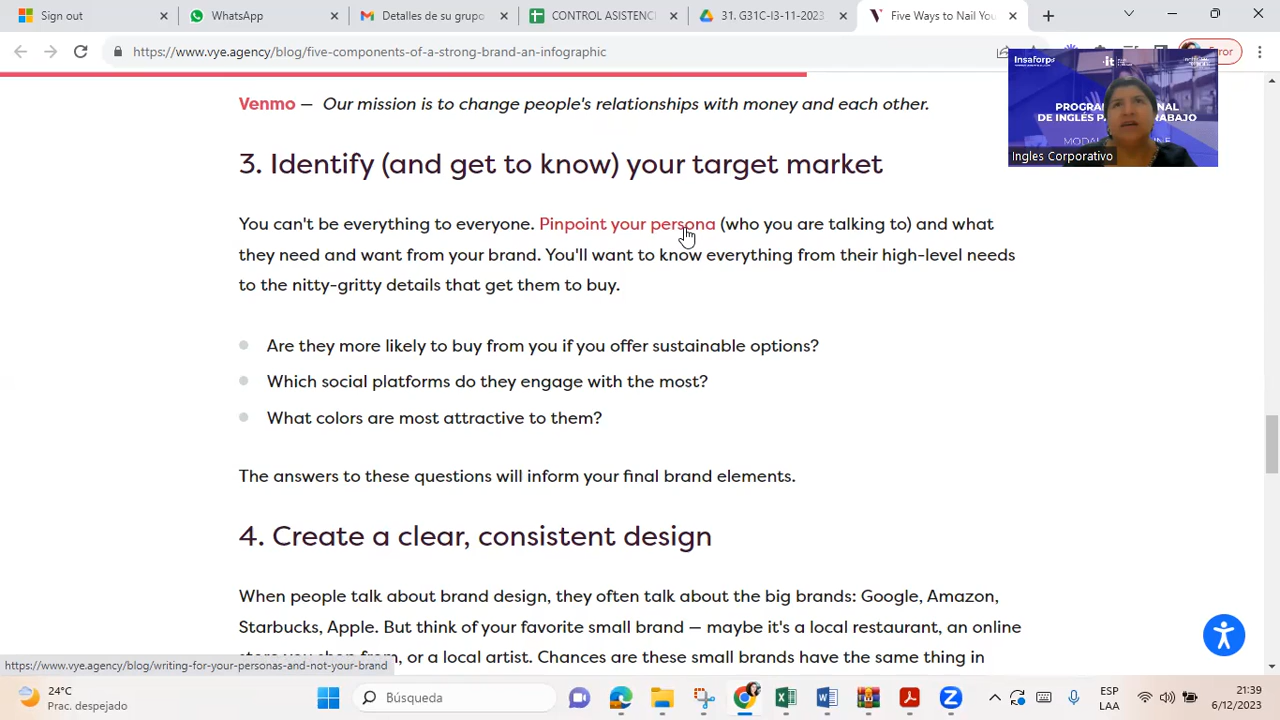 Sign out
WhatsApp
Detalles de su grupo
CONTROL ASISTENC
31. G31C-I3-11-2023
Five Ways to Nail You
https://www.vye.agency/blog/five-components-of-a-strong-brand-an-infographic
Error
Venmo — Our mission is to change people's relationships with money and each other.
Insaforp
PROGRA NAL
DE INGLÉS PA RABAJO
MODAL NE
Ingles Corporativo
3. Identify (and get to know) your target market
You can't be everything to everyone. Pinpoint your persona (who you are talking to) and what
they need and want from your brand. You'll want to know everything from their high-level needs
to the nitty-gritty details that get them to buy.
Are they more likely to buy from you if you offer sustainable options?
Which social platforms do they engage with the most?
What colors are most attractive to them?
The answers to these questions will inform your final brand elements.
4. Create a clear, consistent design
When people talk about brand design, they often talk about the big brands: Google, Amazon,
Starbucks, Apple. But think of your favorite small brand — maybe it's a local restaurant, an online
, or a local artist. Chances are these small brands have the same thing in
https://www.vye.agency/blog/writing-for-your-personas-and-not-your-brand
24°C
Prac. despejado
Búsqueda
ESP
LAA
21:39
6/12/2023